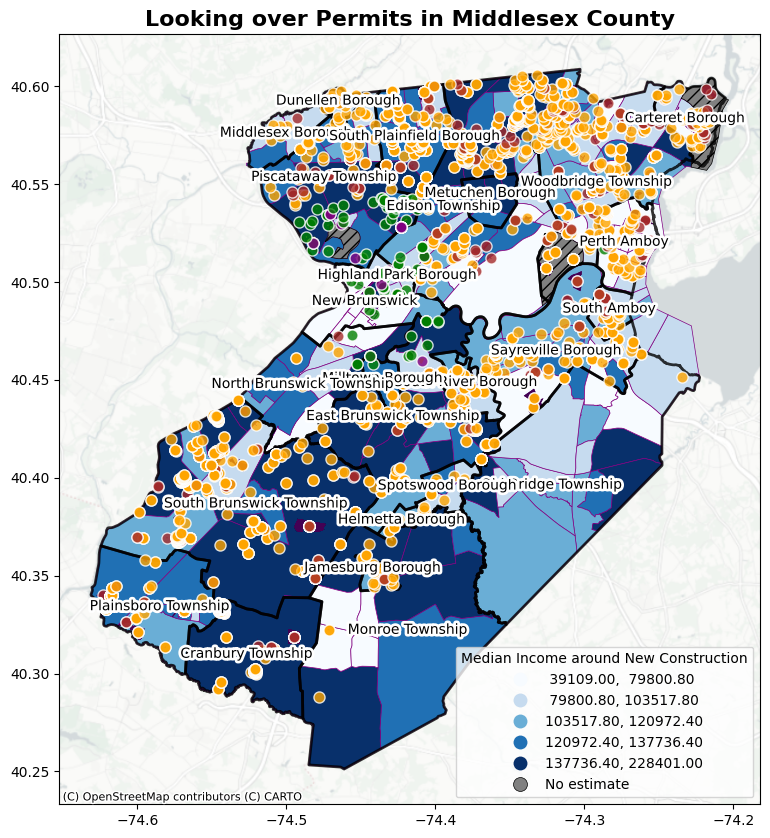 Looking over Permits in Middlesex County
40.60
40.55
40.50
40.45
40.40
40.35
40.30
40.25
Dunellen Borough
Carteret Borough
Middlesex Boro
South Plainfield Borough
Piscataway Township
Woodbridge Township
Metuchen Borough
Edison Township
Perth Amboy
Highland Park Borough
New Brunswick
South Amboy
Sayreville Borough
North Brunswick Township
Borough
River Borough
East Brunswick Township
Spotswood Borough
ridge Township
South Brunswick Township
Helmetta Borough
Jamesburg Borough
Plainsboro Township
Monroe Township
Cranbury Township
Median Income around New Construction
39109.00, 79800.80
79800.80, 103517.80
103517.80, 120972.40
120972.40, 137736.40
137736.40, 228401.00
No estimate
(C) OpenStreetMap contributors (C) CARTO
−74.6
−74.5
−74.4
−74.3
−74.2